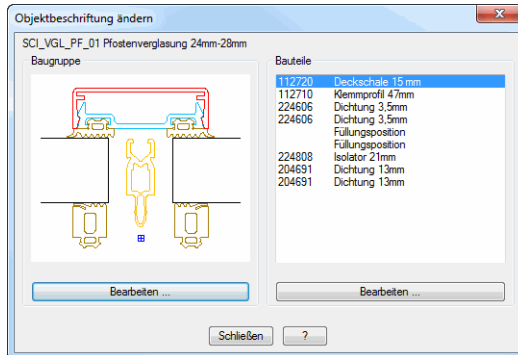 Objektbeschriftung ändern
SCI_VGL_PF_01 Pfostenverglasung 24mm-28mm
Baugruppe
Bauteile
112720 Deckschale 15 mm
112710 Klemmprofil 47mm
224606 Dichtung 3,5mm
224606 Dichtung 3,5mm
Füllungsposition
Füllungsposition
224808 Isolator 21mm
204691 Dichtung 13mm
204691 Dichtung 13mm
Bearbeiten ...
Bearbeiten ...
Schließen
?